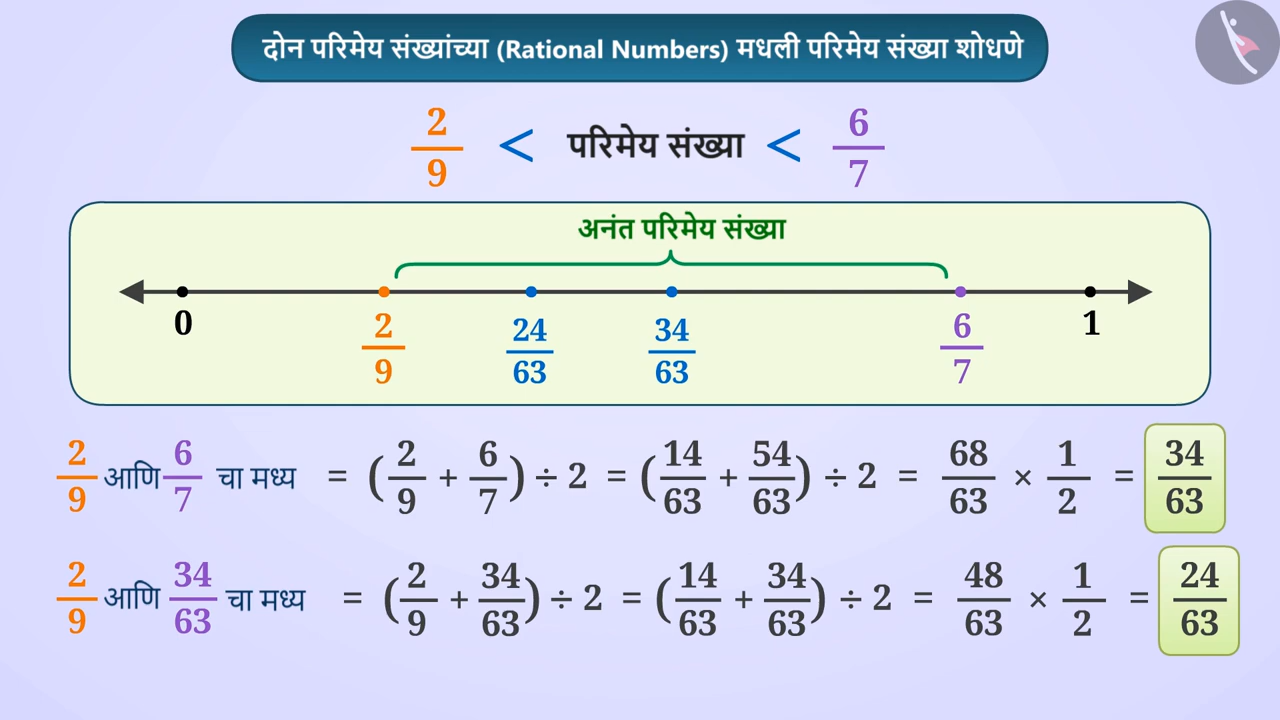 दोन परिमेय संख्यांच्या (Rational Numbers) मधली परिमेय संख्या शोधणे
2/9 < परिमेय संख्या < 6/7
अनंत परिमेय संख्या
0 2/9 24/63 34/63 6/7 1
2/9 आणि 6/7 चा मध्य = (2/9 + 6/7) ÷ 2 = (14/63 + 54/63) ÷ 2 = 68/63 × 1/2 = 34/63
2/9 आणि 34/63 चा मध्य = (2/9 + 34/63) ÷ 2 = (14/63 + 34/63) ÷ 2 = 48/63 × 1/2 = 24/63